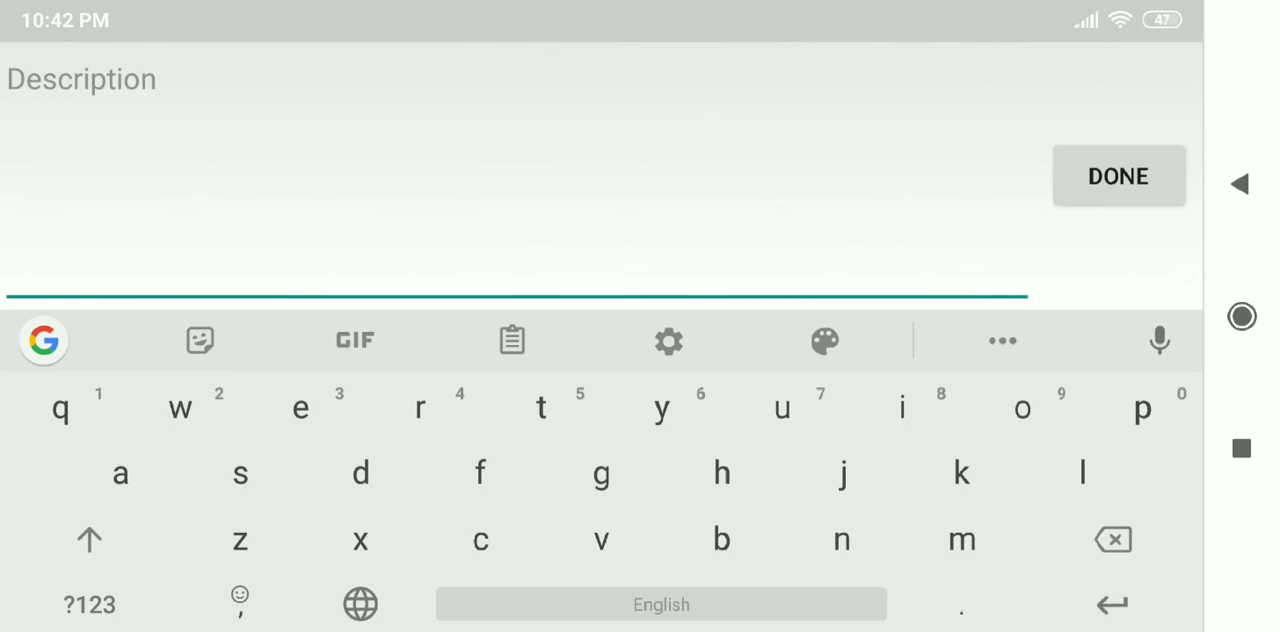 10:42 PM 47
Description
DONE
GIF
q 1 w 2 e 3 r 4 t 5 y 6 u 7 i 8 o 9 p 0
a s d f g h j k l
z x c v b n m
?123 , English .